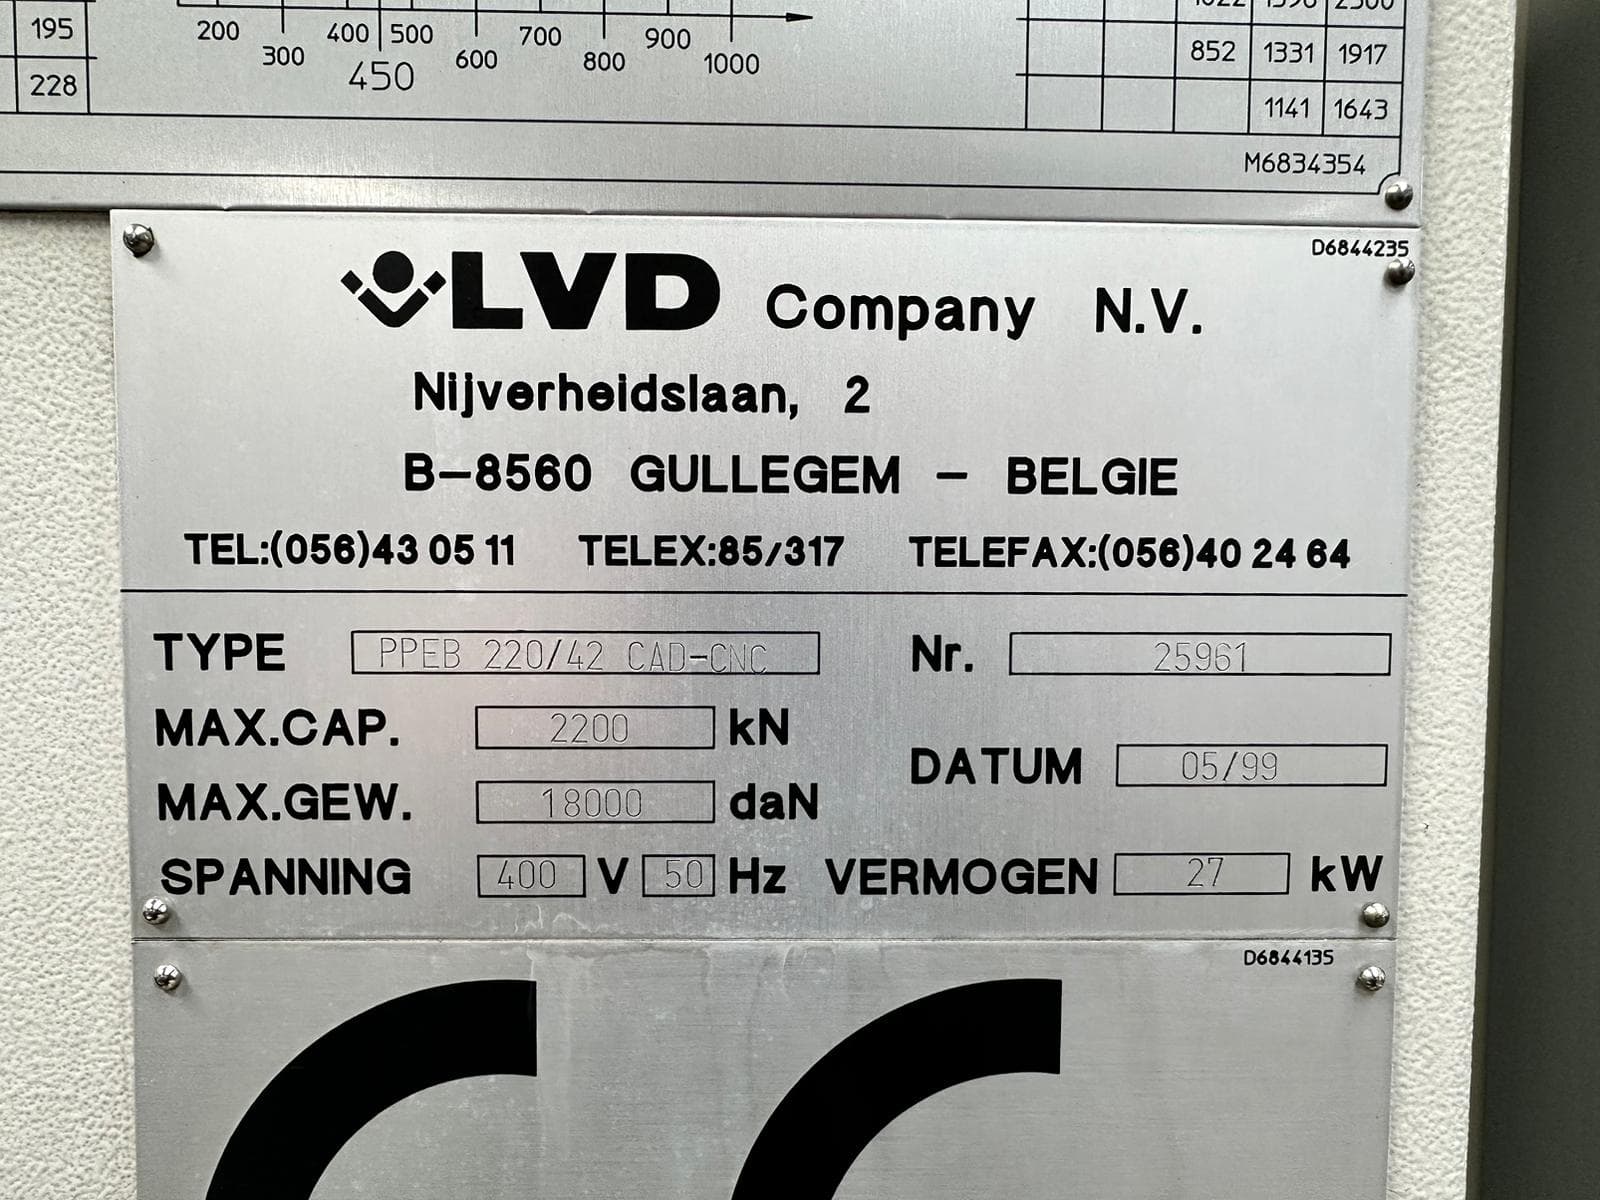 195
228
200 300 400 450 500 600 700 800 900 1000
852 1331 1917
1141 1643
M6834354
D6844235
LVD Company N.V.
Nijverheidslaan, 2
B-8560 GULLEGEM - BELGIE
TEL:(056)43 05 11 TELEX:85/317 TELEFAX:(056)40 24 64
TYPE PPEB 220/42 CAD-CNC Nr. 25961
MAX.CAP. 2200 kN
DATUM 05/99
MAX.GEW. 18000 daN
SPANNING 400 V 50 Hz VERMOGEN 27 kW
D6844135